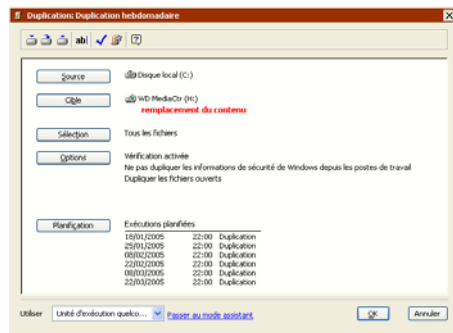 Duplication: Duplication hebdomadaire
ab|
Source
Disque local (C:)
Cible
WD MediaCtr (H:)
remplacement du contenu
Sélection
Tous les fichiers
Options
Vérification activée
Ne pas dupliquer les informations de sécurité de Windows depuis les postes de travail
Dupliquer les fichiers ouverts
Planification
Exécutions planifiées
18/01/2005 22:00 Duplication
25/01/2005 22:00 Duplication
08/02/2005 22:00 Duplication
22/02/2005 22:00 Duplication
08/03/2005 22:00 Duplication
22/03/2005 22:00 Duplication
Utiliser
Unité d'exécution quelco...
Passer au mode assistant
OK
Annuler